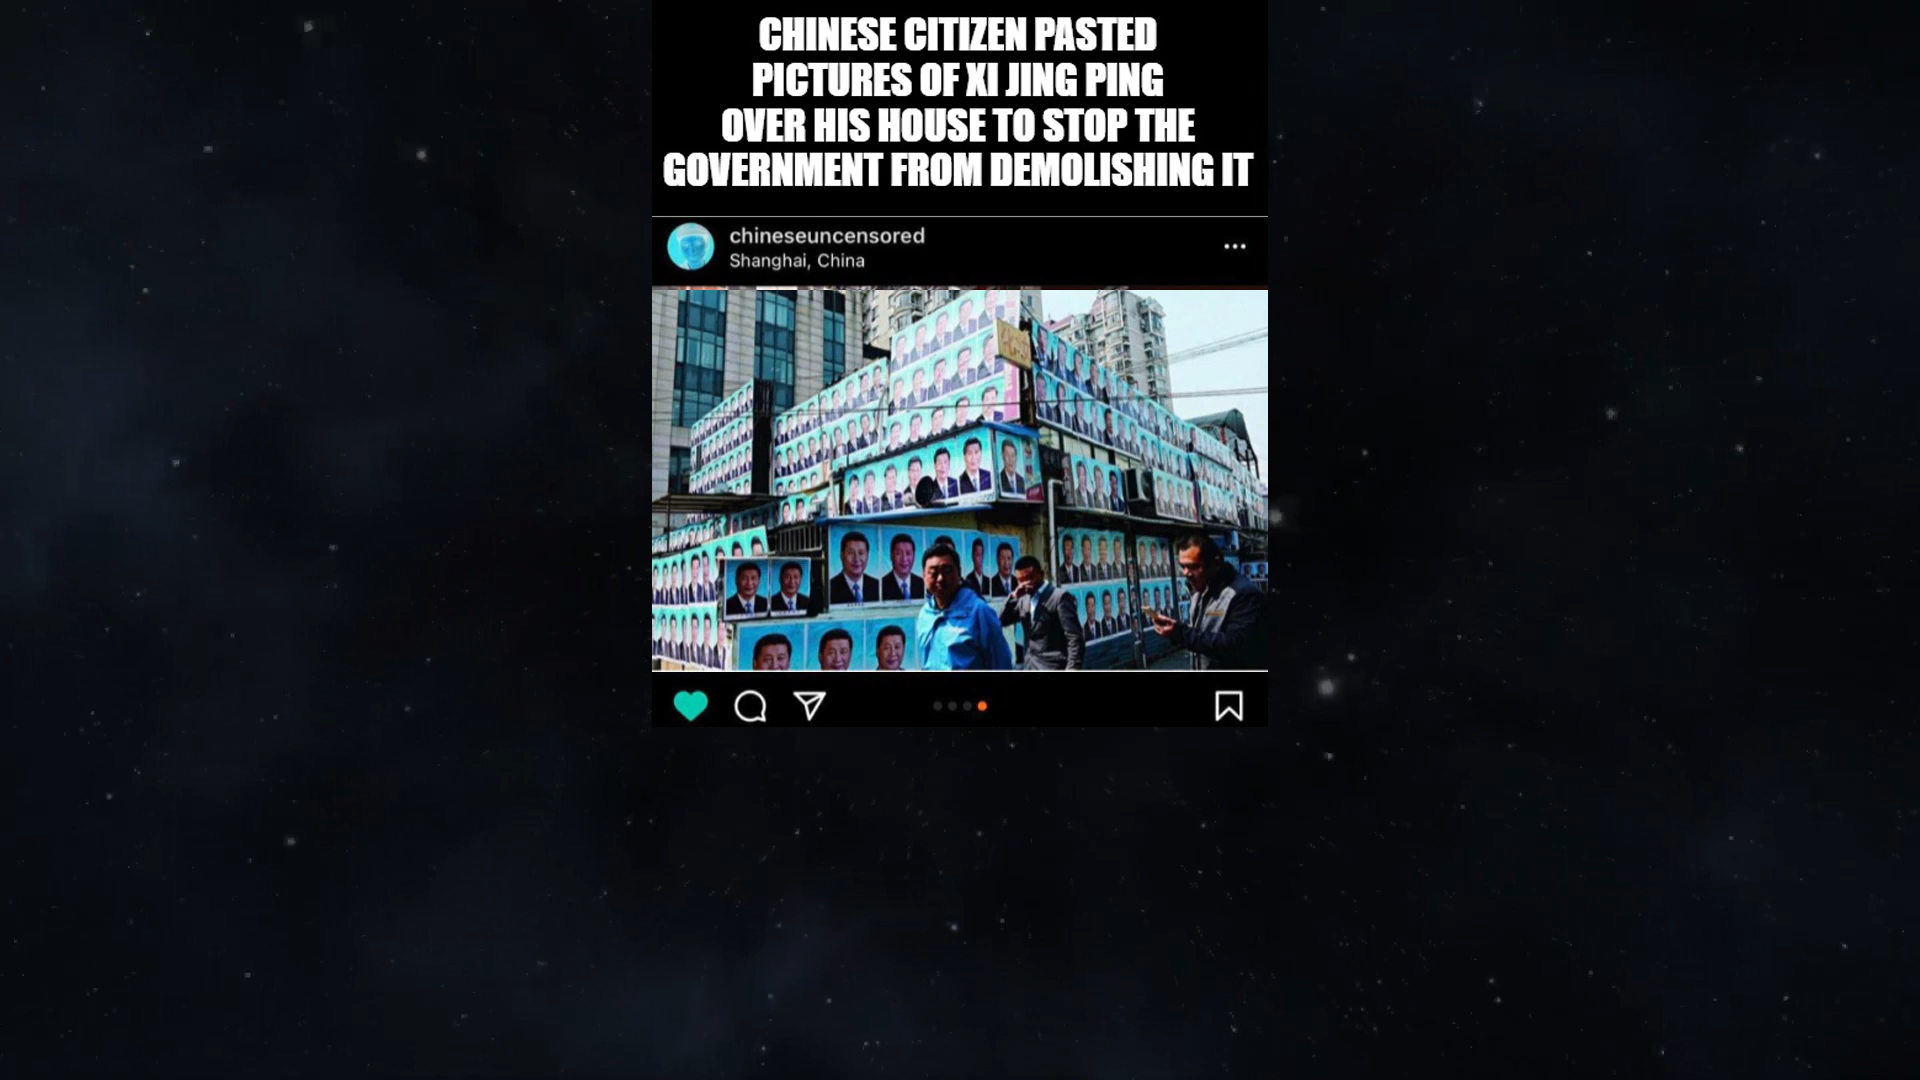 CHINESE CITIZEN PASTED
PICTURES OF XI JING PING
OVER HIS HOUSE TO STOP THE
GOVERNMENT FROM DEMOLISHING IT
chineseuncensored
Shanghai, China